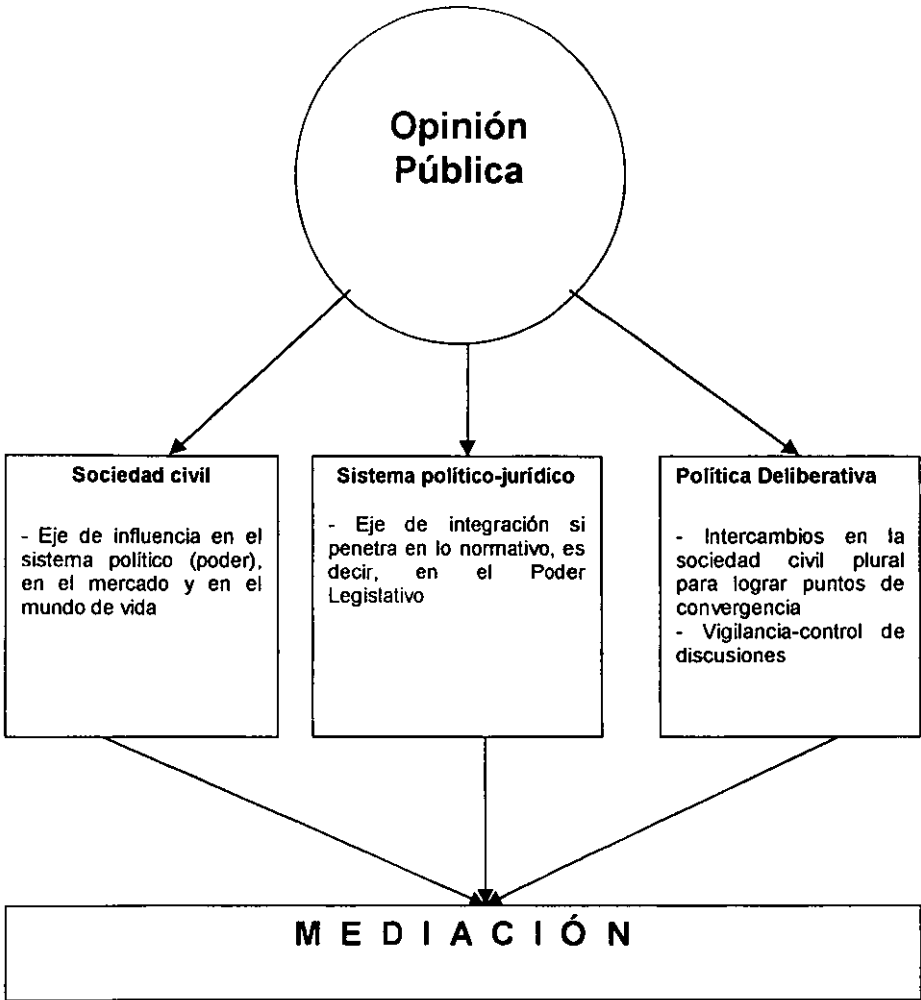 Opinión
Pública
Sociedad civil
- Eje de influencia en el
sistema político (poder),
en el mercado y en el
mundo de vida
Sistema político-jurídico
- Eje de integración si
penetra en lo normativo, es
decir, en el Poder
Legislativo
Política Deliberativa
- Intercambios en la
sociedad civil plural
para lograr puntos de
convergencia
- Vigilancia-control de
discusiones
MEDIACIÓN